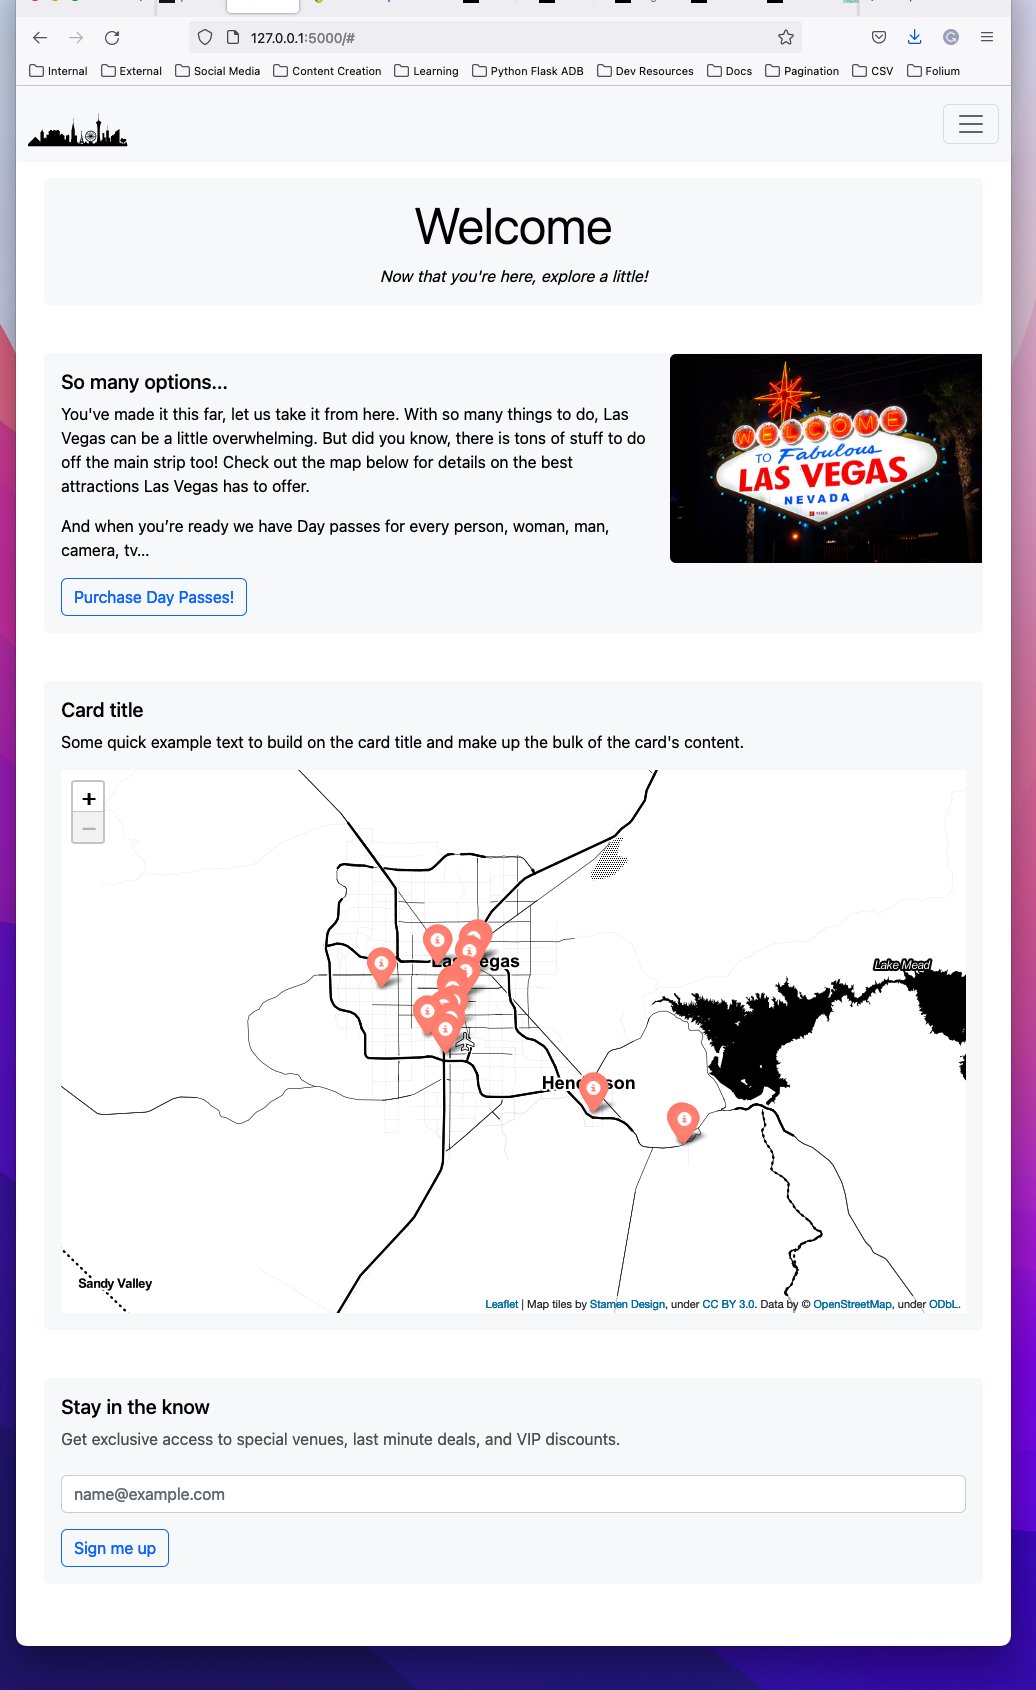 127.0.0.1:5000/#
Internal External Social Media Content Creation Learning Python Flask ADB Dev Resources Docs Pagination CSV Folium
Welcome
Now that you're here, explore a little!
So many options...
You've made it this far, let us take it from here. With so many things to do, Las
Vegas can be a little overwhelming. But did you know, there is tons of stuff to do
off the main strip too! Check out the map below for details on the best
attractions Las Vegas has to offer.
And when you’re ready we have Day passes for every person, woman, man,
camera, tv...
Purchase Day Passes!
WELCOME
TO Fabulous
LAS VEGAS
NEVADA
Card title
Some quick example text to build on the card title and make up the bulk of the card's content.
+
−
Lake Mead
Sandy Valley
Leaflet | Map tiles by Stamen Design, under CC BY 3.0. Data by © OpenStreetMap, under ODbL.
Stay in the know
Get exclusive access to special venues, last minute deals, and VIP discounts.
name@example.com
Sign me up